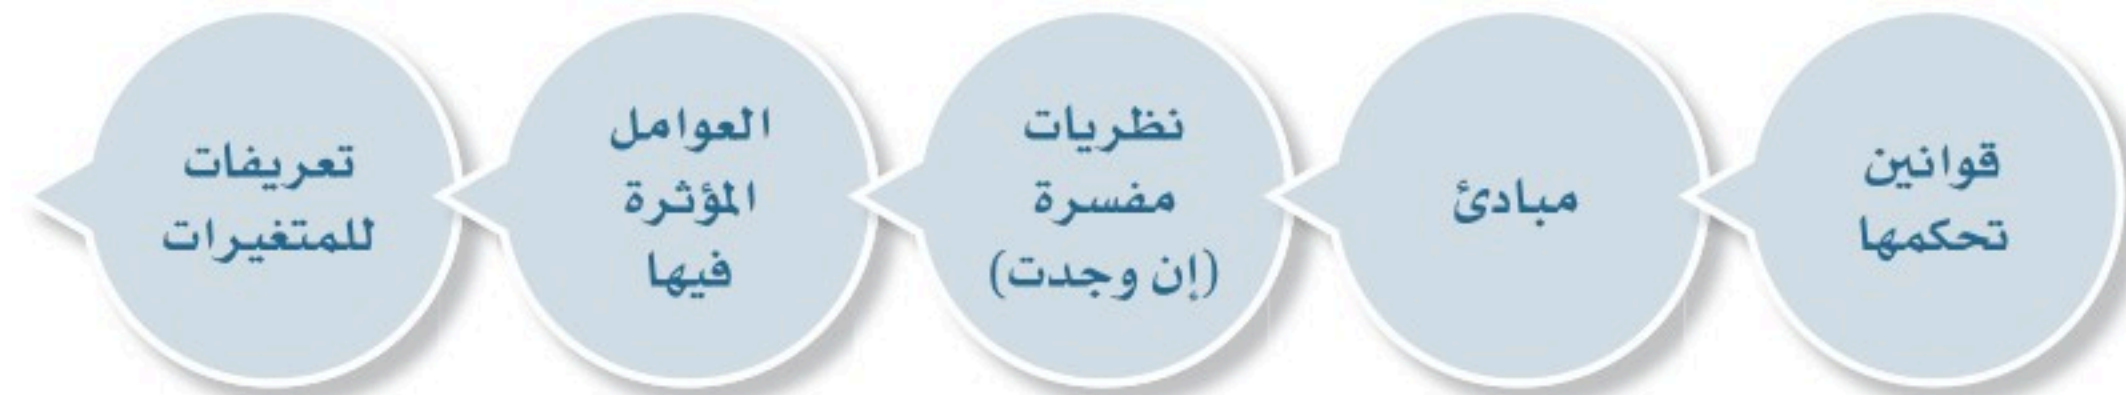 قوانين
تحكمها
مبادئ
نظريات
مفسرة
(إن وجدت)
العوامل
المؤثرة
فيها
تعريفات
للمتغيرات